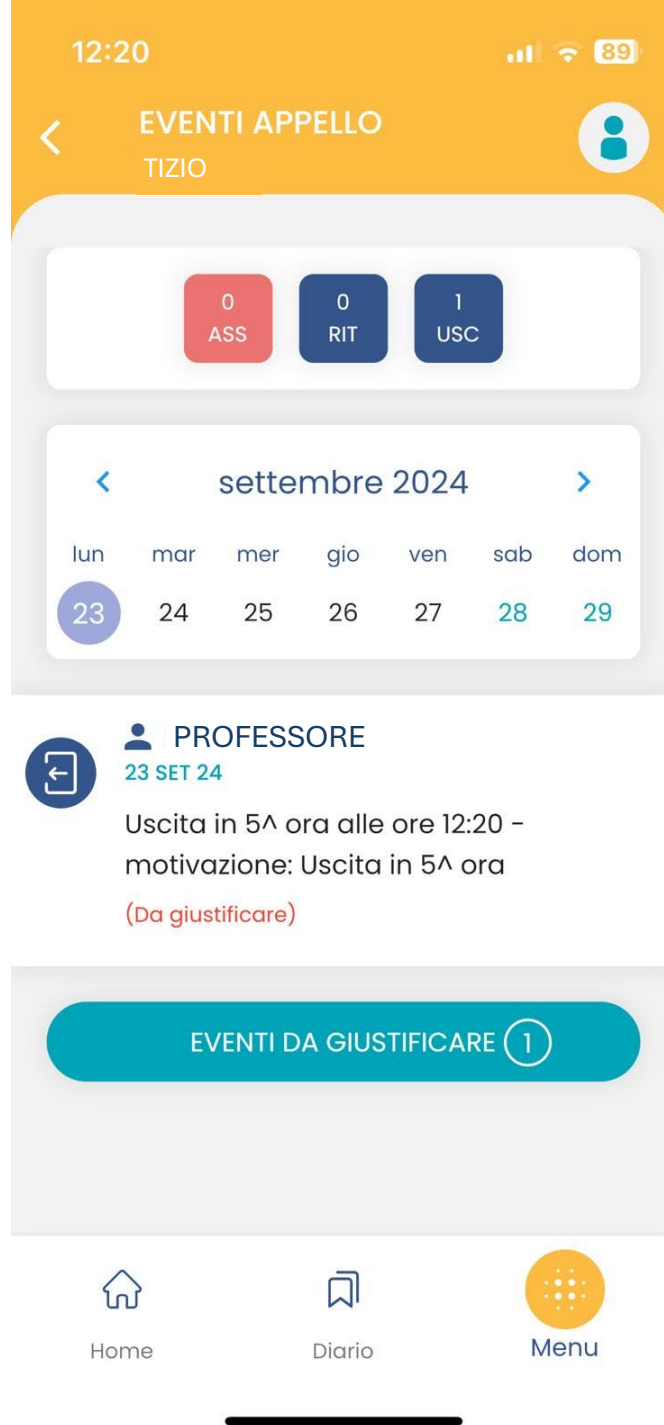 12:20
89
EVENTI APPELLO
TIZIO
0
ASS
0
RIT
1
USC
settembre 2024
lun mar mer gio ven sab dom
23 24 25 26 27 28 29
PROFESSORE
23 SET 24
Uscita in 5^ ora alle ore 12:20 -
motivazione: Uscita in 5^ ora
(Da giustificare)
EVENTI DA GIUSTIFICARE 1
Home
Diario
Menu